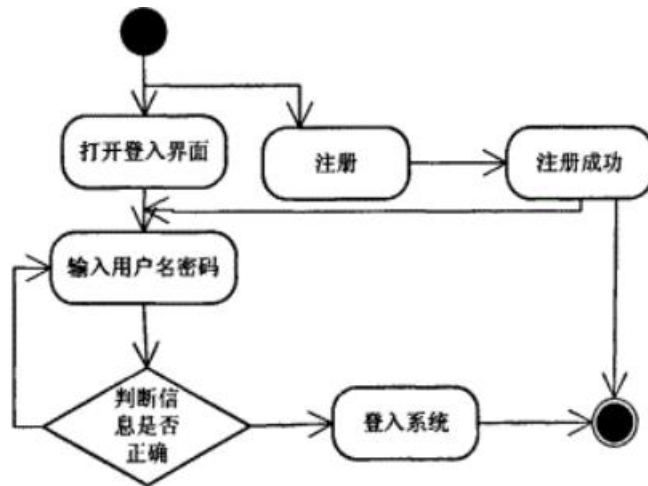 打开登入界面
注册
注册成功
输入用户名密码
判断信
息是否
正确
登入系统